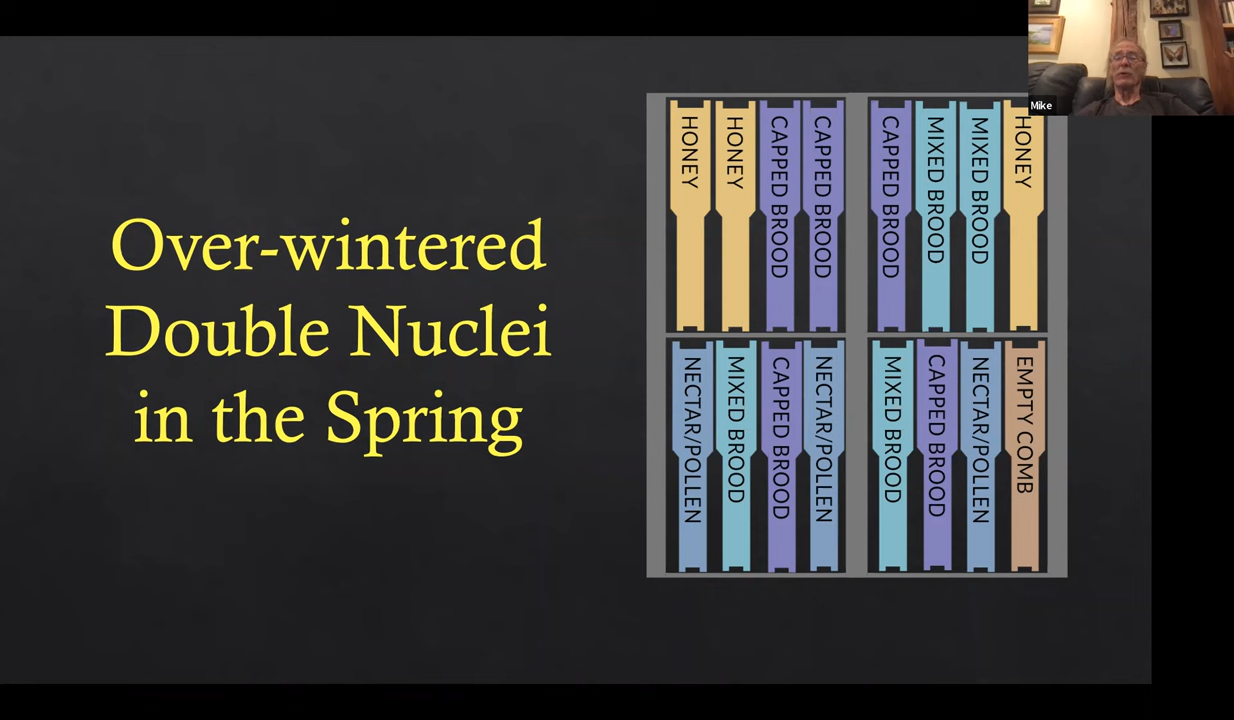 Over-wintered
Double Nuclei
in the Spring
HONEY
HONEY
CAPPED BROOD
CAPPED BROOD
CAPPED BROOD
MIXED BROOD
MIXED BROOD
HONEY
NECTAR/POLLEN
MIXED BROOD
CAPPED BROOD
NECTAR/POLLEN
MIXED BROOD
CAPPED BROOD
NECTAR/POLLEN
EMPTY COMB
Mike